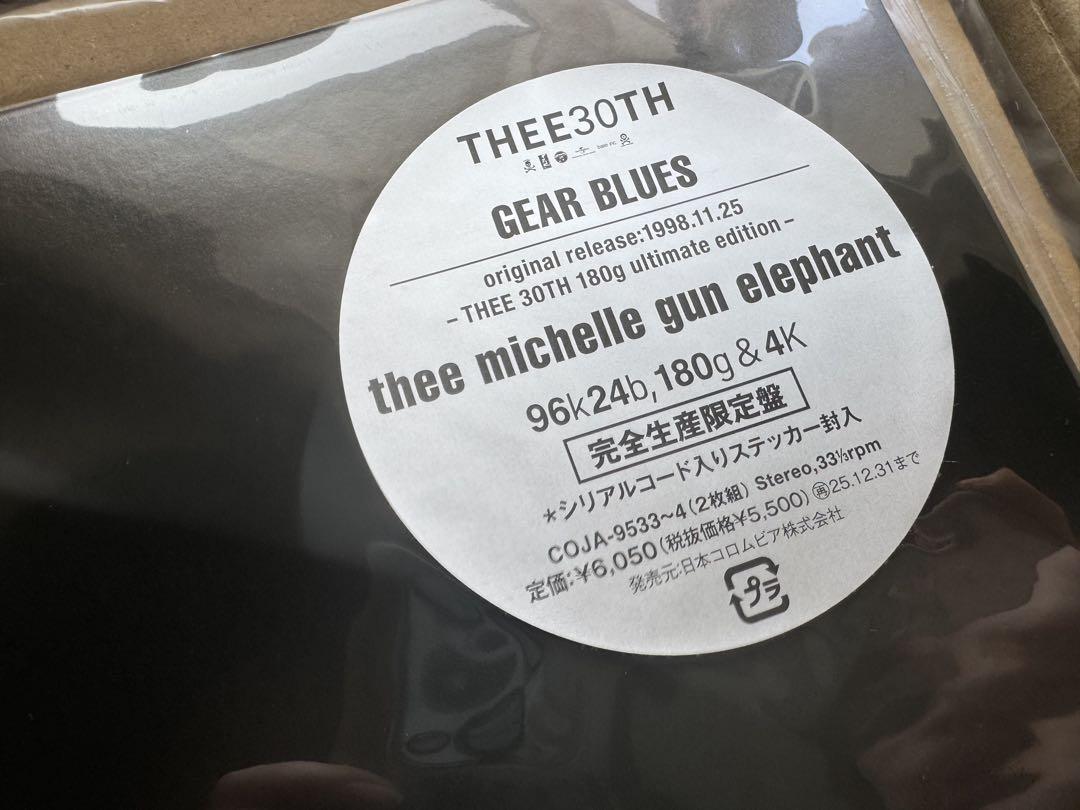 THEE30TH
GEAR BLUES
original release:1998.11.25
– THEE 30TH 180g ultimate edition –
thee michelle gun elephant
96k24b, 180g & 4K
完全生産限定盤
*シリアルコード入りステッカー封入
COJA-9533~4(2枚組) Stereo,33⅓rpm
定価:¥6,050(税抜価格¥5,500) 再25.12.31まで
発売元:日本コロムビア株式会社
プラ